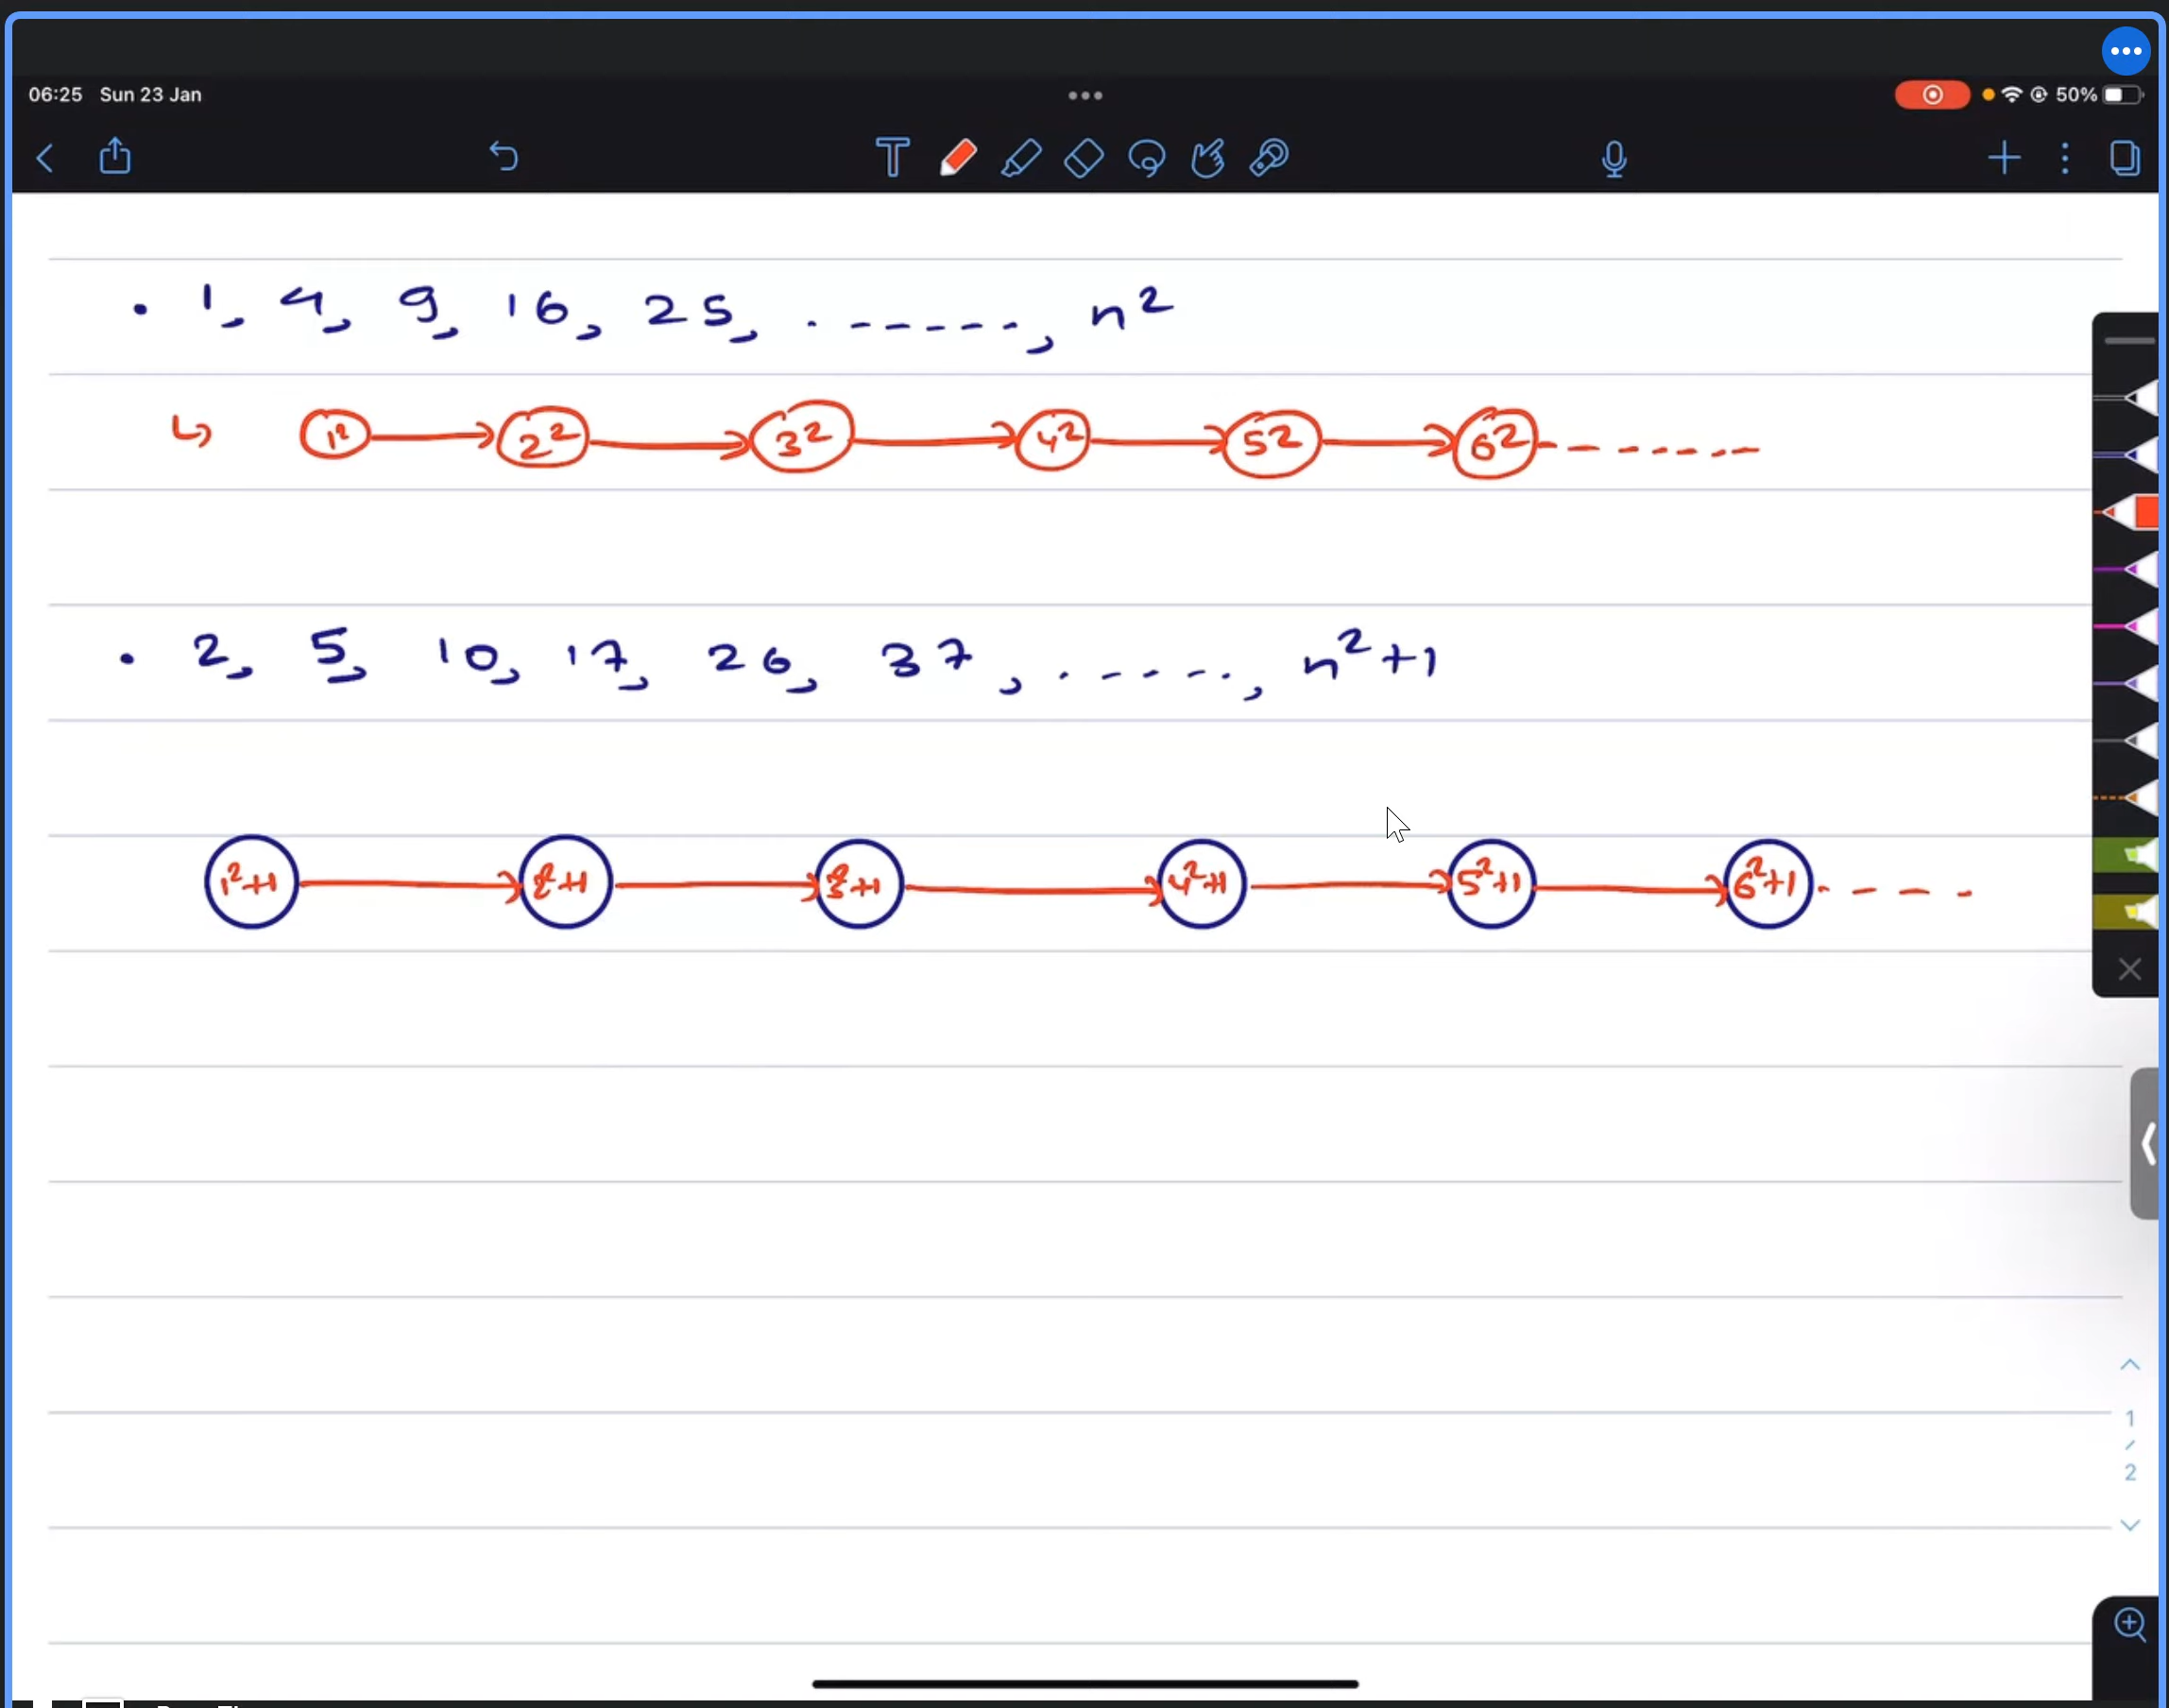 06:25 Sun 23 Jan 50%
• 1, 4, 9, 16, 25, . - - - - -, n²
↳ 1² → 2² → 3² → 4² → 5² → 6² - - - - - -
• 2, 5, 10, 17, 26, 37, . - - - - ., n²+1
1²+1 → 2²+1 → 3²+1 → 4²+1 → 5²+1 → 6²+1 - - - -
1
/
2